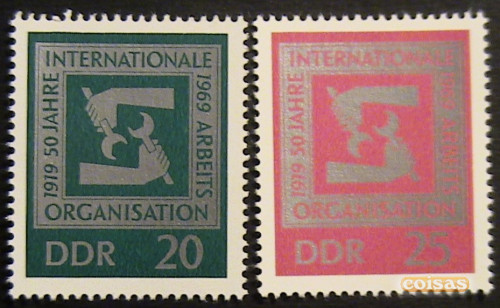 1919 50 JAHRE
INTERNATIONALE
1969 ARBEITS
ORGANISATION
DDR 20
1919 50 JAHRE
INTERNATIONALE
1969 ARBEITS
ORGANISATION
DDR 25
coisas